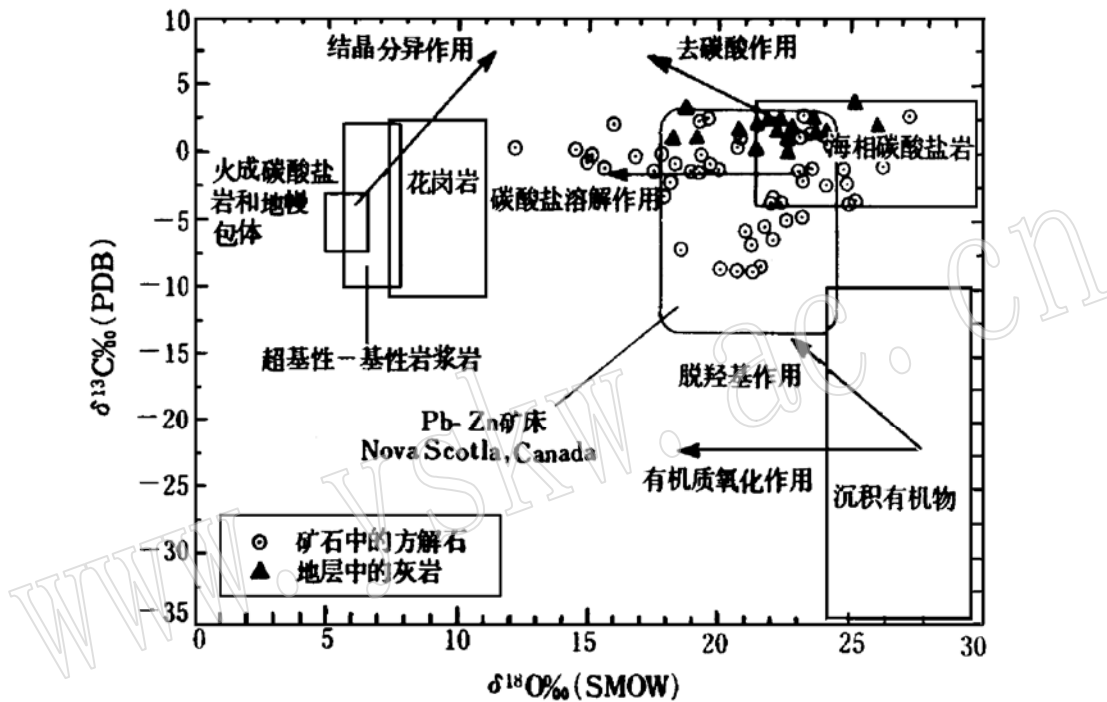 10
5
0
-5
-10
-15
-20
-25
-30
-35
δ¹³C‰(PDB)
结晶分异作用
去碳酸作用
火成碳酸盐
岩和地幔
包体
花岗岩
海相碳酸盐岩
碳酸盐溶解作用
超基性-基性岩浆岩
脱羟基作用
Pb-Zn矿床
Nova Scotla, Canada
有机质氧化作用
沉积有机物
矿石中的方解石
地层中的灰岩
0 5 10 15 20 25 30
δ¹⁸O‰(SMOW)
www.yskw.ac.cn